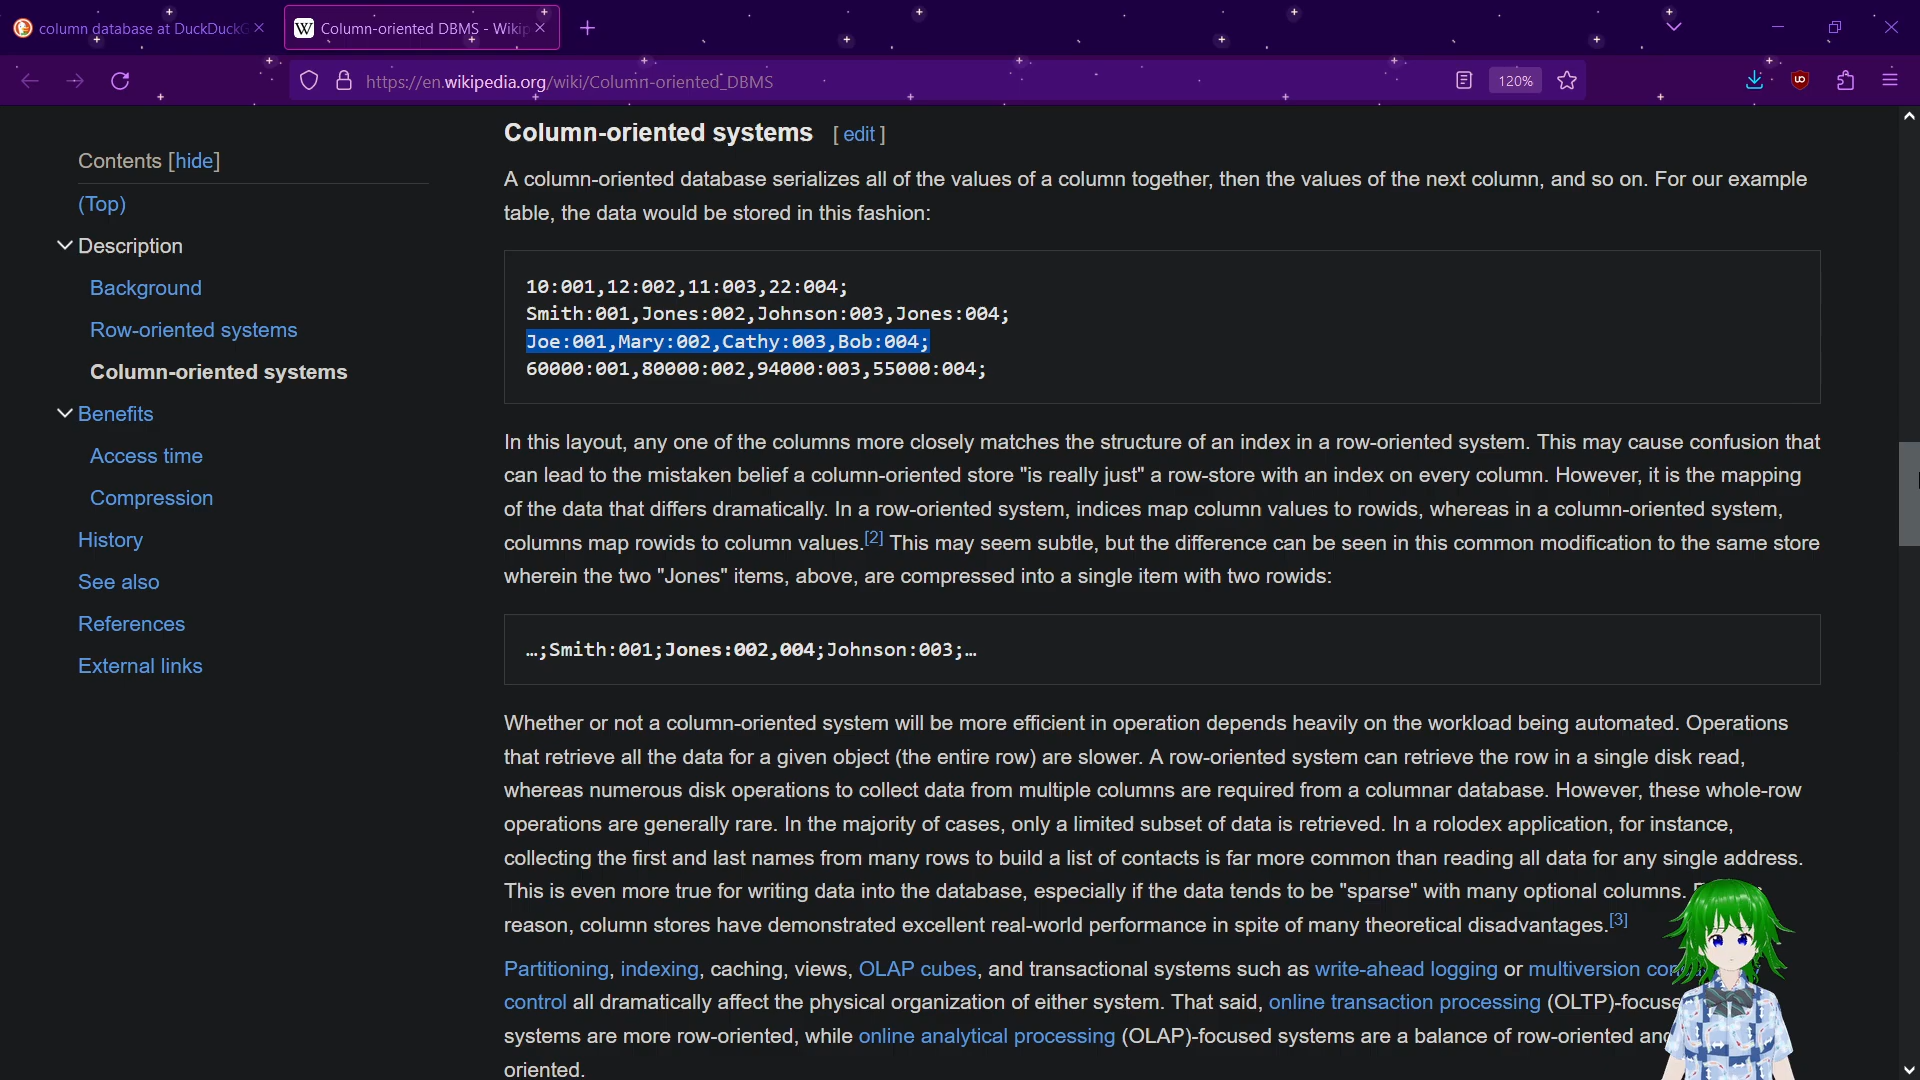 column database at DuckDuckG
Column-oriented DBMS - Wikip
https://en.wikipedia.org/wiki/Column-oriented_DBMS
120%
Contents [hide]
(Top)
Description
Background
Row-oriented systems
Column-oriented systems
Benefits
Access time
Compression
History
See also
References
External links
Column-oriented systems [ edit ]
A column-oriented database serializes all of the values of a column together, then the values of the next column, and so on. For our example
table, the data would be stored in this fashion:
10:001,12:002,11:003,22:004;
Smith:001,Jones:002,Johnson:003,Jones:004;
Joe:001,Mary:002,Cathy:003,Bob:004;
60000:001,80000:002,94000:003,55000:004;
In this layout, any one of the columns more closely matches the structure of an index in a row-oriented system. This may cause confusion that
can lead to the mistaken belief a column-oriented store "is really just" a row-store with an index on every column. However, it is the mapping
of the data that differs dramatically. In a row-oriented system, indices map column values to rowids, whereas in a column-oriented system,
columns map rowids to column values.[2] This may seem subtle, but the difference can be seen in this common modification to the same store
wherein the two "Jones" items, above, are compressed into a single item with two rowids:
…;Smith:001;Jones:002,004;Johnson:003;…
Whether or not a column-oriented system will be more efficient in operation depends heavily on the workload being automated. Operations
that retrieve all the data for a given object (the entire row) are slower. A row-oriented system can retrieve the row in a single disk read,
whereas numerous disk operations to collect data from multiple columns are required from a columnar database. However, these whole-row
operations are generally rare. In the majority of cases, only a limited subset of data is retrieved. In a rolodex application, for instance,
collecting the first and last names from many rows to build a list of contacts is far more common than reading all data for any single address.
This is even more true for writing data into the database, especially if the data tends to be "sparse" with many optional columns.
reason, column stores have demonstrated excellent real-world performance in spite of many theoretical disadvantages.[3]
Partitioning, indexing, caching, views, OLAP cubes, and transactional systems such as write-ahead logging or multiversion
control all dramatically affect the physical organization of either system. That said, online transaction processing (OLTP)-focuse
systems are more row-oriented, while online analytical processing (OLAP)-focused systems are a balance of row-oriented and
oriented.